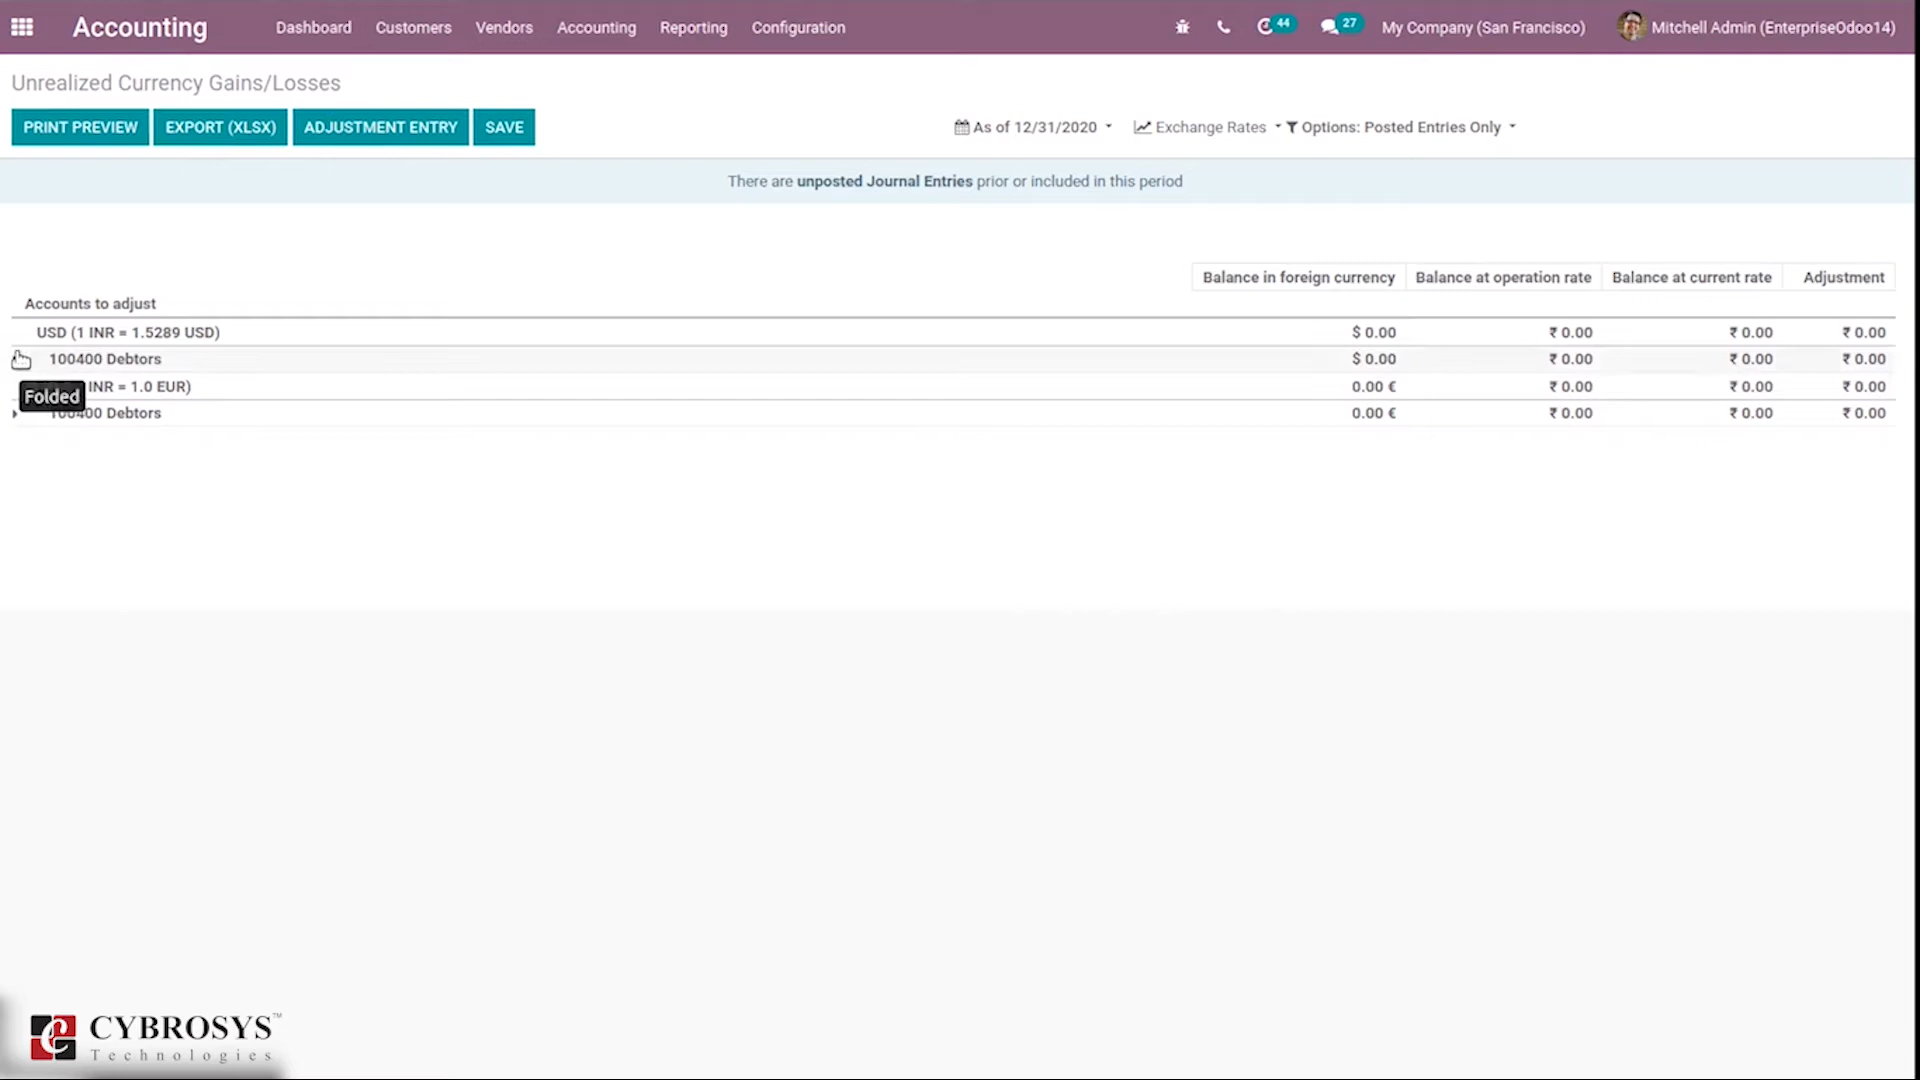 Accounting Dashboard Customers Vendors Accounting Reporting Configuration 44 27 My Company (San Francisco) Mitchell Admin (EnterpriseOdoo14)
Unrealized Currency Gains/Losses
PRINT PREVIEW EXPORT (XLSX) ADJUSTMENT ENTRY SAVE As of 12/31/2020 Exchange Rates Options: Posted Entries Only
There are unposted Journal Entries prior or included in this period
Balance in foreign currency Balance at operation rate Balance at current rate Adjustment
Accounts to adjust
USD (1 INR = 1.5289 USD) $ 0.00 ₹ 0.00 ₹ 0.00 ₹ 0.00
100400 Debtors $ 0.00 ₹ 0.00 ₹ 0.00 ₹ 0.00
INR = 1.0 EUR) 0.00 € ₹ 0.00 ₹ 0.00 ₹ 0.00
Folded
100400 Debtors 0.00 € ₹ 0.00 ₹ 0.00 ₹ 0.00
CYBROSYS™
Technologies